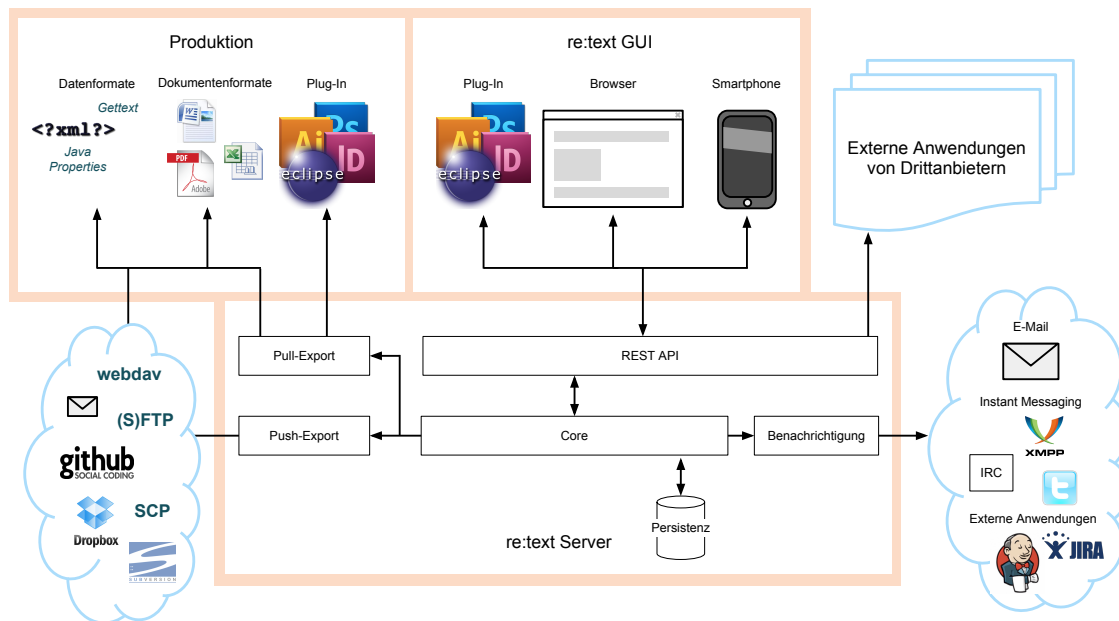 Produktion
Datenformate
Gettext
<?xml?>
Java
Properties
Dokumentenformate
W
PDF
Adobe
X
Plug-In
Ps
Ai
ID
eclipse
re:text GUI
Plug-In
Ps
Ai
ID
eclipse
Browser
x
Smartphone
Externe Anwendungen
von Drittanbietern
Pull-Export
REST API
Push-Export
Core
Benachrichtigung
Persistenz
re:text Server
webdav
(S)FTP
github
SOCIAL CODING
Dropbox
SCP
SUBVERSION
E-Mail
Instant Messaging
XMPP
IRC
t
Externe Anwendungen
JIRA